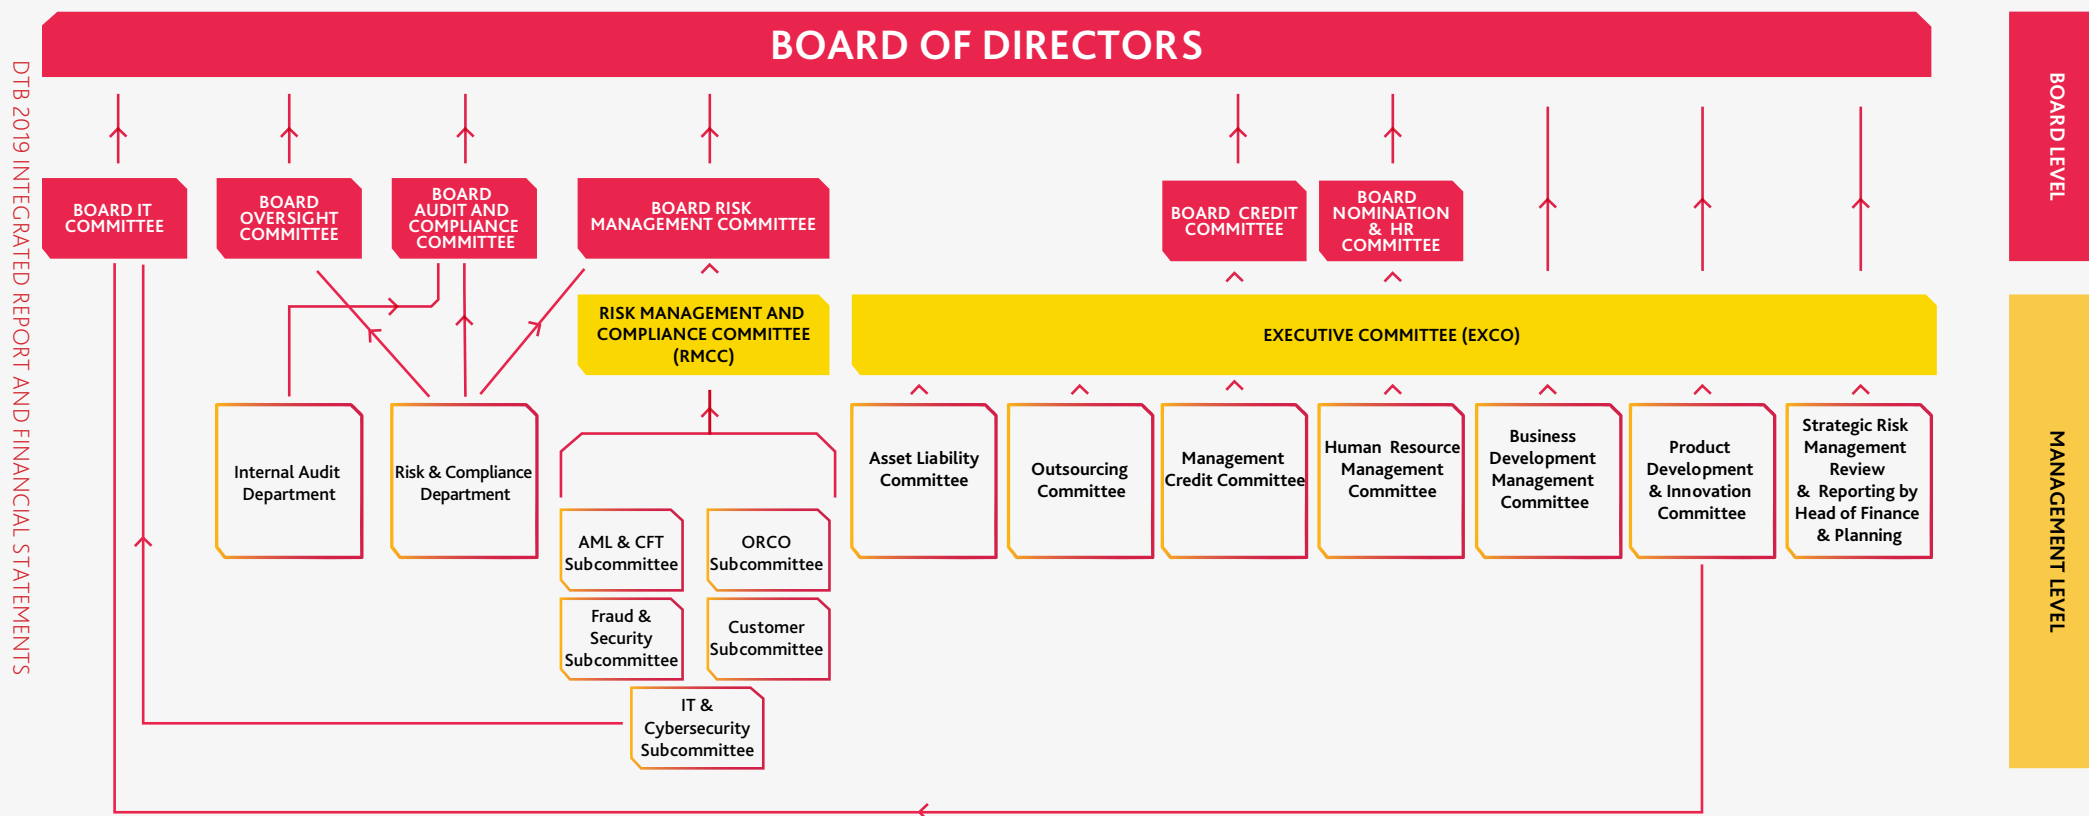 BOARD OF DIRECTORS
BOARD LEVEL
DTB 2019 INTEGRATED REPORT AND FINANCIAL STATEMENTS
BOARD IT
COMMITTEE
BOARD
OVERSIGHT
COMMITTEE
BOARD
AUDIT AND
COMPLIANCE
COMMITTEE
BOARD RISK
MANAGEMENT COMMITTEE
BOARD CREDIT
COMMITTEE
BOARD
NOMINATION
& HR
COMMITTEE
RISK MANAGEMENT AND
COMPLIANCE COMMITTEE
(RMCC)
EXECUTIVE COMMITTEE (EXCO)
MANAGEMENT LEVEL
Internal Audit
Department
Risk & Compliance
Department
AML & CFT
Subcommittee
ORCO
Subcommittee
Fraud &
Security
Subcommittee
Customer
Subcommittee
IT &
Cybersecurity
Subcommittee
Asset Liability
Committee
Outsourcing
Committee
Management
Credit Committee
Human Resource
Management
Committee
Business
Development
Management
Committee
Product
Development
& Innovation
Committee
Strategic Risk
Management
Review
& Reporting by
Head of Finance
& Planning